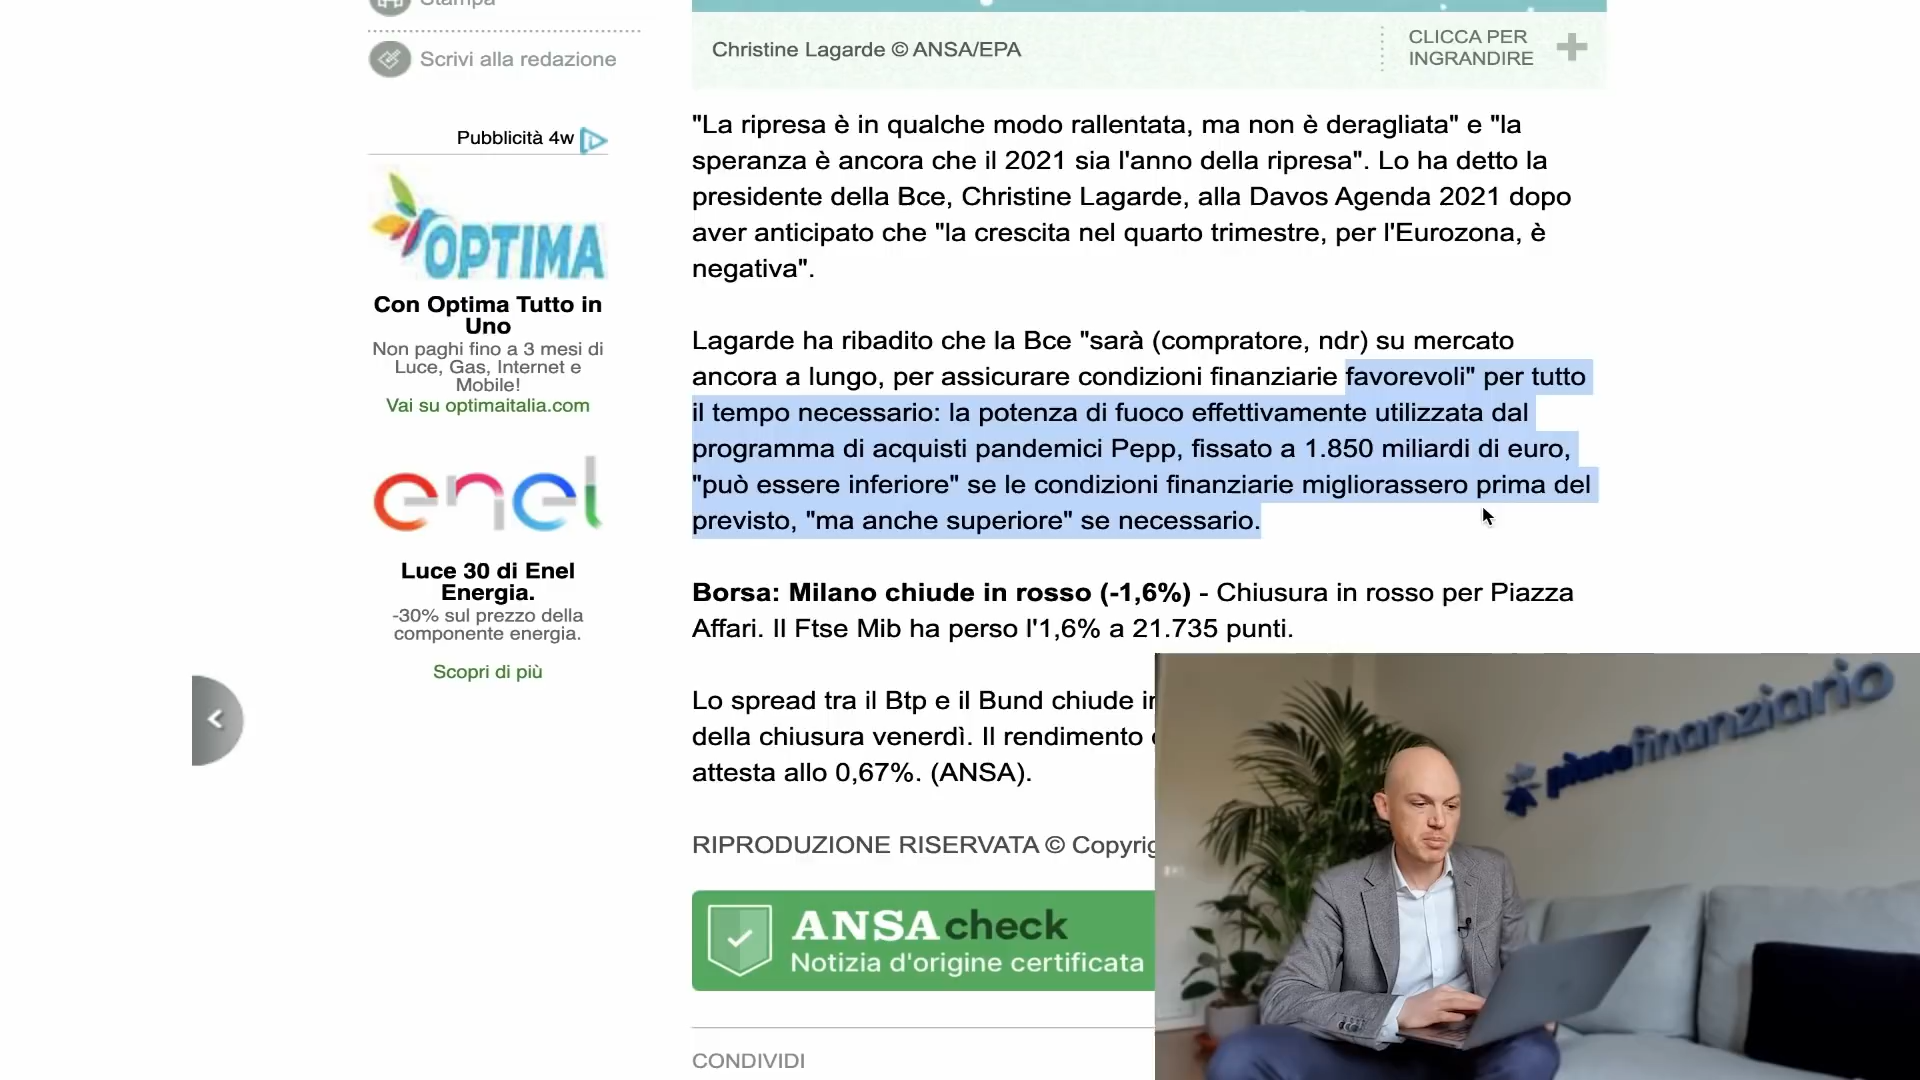 Stampa
Scrivi alla redazione
Pubblicità 4w
OPTIMA
Con Optima Tutto in
Uno
Non paghi fino a 3 mesi di
Luce, Gas, Internet e
Mobile!
Vai su optimaitalia.com
enel
Luce 30 di Enel
Energia.
-30% sul prezzo della
componente energia.
Scopri di più
Christine Lagarde © ANSA/EPA
CLICCA PER
INGRANDIRE
"La ripresa è in qualche modo rallentata, ma non è deragliata" e "la
speranza è ancora che il 2021 sia l'anno della ripresa". Lo ha detto la
presidente della Bce, Christine Lagarde, alla Davos Agenda 2021 dopo
aver anticipato che "la crescita nel quarto trimestre, per l'Eurozona, è
negativa".
Lagarde ha ribadito che la Bce "sarà (compratore, ndr) su mercato
ancora a lungo, per assicurare condizioni finanziarie favorevoli" per tutto
il tempo necessario: la potenza di fuoco effettivamente utilizzata dal
programma di acquisti pandemici Pepp, fissato a 1.850 miliardi di euro,
"può essere inferiore" se le condizioni finanziarie migliorassero prima del
previsto, "ma anche superiore" se necessario.
Borsa: Milano chiude in rosso (-1,6%) - Chiusura in rosso per Piazza
Affari. Il Ftse Mib ha perso l'1,6% a 21.735 punti.
Lo spread tra il Btp e il Bund chiude
della chiusura venerdì. Il rendimento
attesta allo 0,67%. (ANSA).
RIPRODUZIONE RISERVATA © Copyrig
ANSA check
Notizia d'origine certificata
CONDIVIDI
pianofinanziario